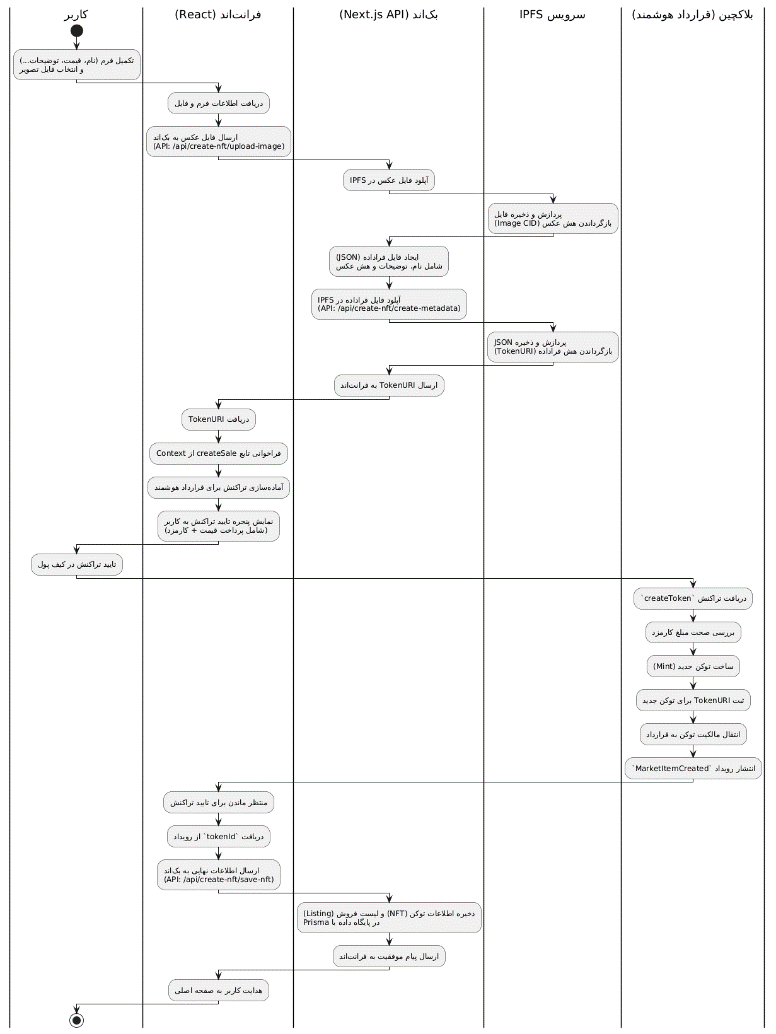 کاربر
فرانت‌اند (React)
بک‌اند (Next.js API)
سرویس IPFS
بلاکچین (قرارداد هوشمند)
تکمیل فرم (نام، قیمت، توضیحات...)
و انتخاب فایل تصویر
دریافت اطلاعات فرم و فایل
ارسال فایل عکس به بک‌اند
(API: /api/create-nft/upload-image)
آپلود فایل عکس در IPFS
پردازش و ذخیره فایل
بازگرداندن هش عکس (Image CID)
ایجاد فایل فراداده (JSON)
شامل نام، توضیحات و هش عکس
آپلود فایل فراداده در IPFS
(API: /api/create-nft/create-metadata)
پردازش و ذخیره JSON
بازگرداندن هش فراداده (TokenURI)
ارسال TokenURI به فرانت‌اند
دریافت TokenURI
فراخوانی تابع createSale از Context
آماده‌سازی تراکنش برای قرارداد هوشمند
نمایش پنجره تایید تراکنش به کاربر
(شامل پرداخت قیمت + کارمزد)
تایید تراکنش در کیف پول
دریافت تراکنش `createToken`
بررسی صحت مبلغ کارمزد
ساخت توکن جدید (Mint)
ثبت TokenURI برای توکن جدید
انتقال مالکیت توکن به قرارداد
انتشار رویداد `MarketItemCreated`
منتظر ماندن برای تایید تراکنش
دریافت `tokenId` از رویداد
ارسال اطلاعات نهایی به بک‌اند
(API: /api/create-nft/save-nft)
ذخیره اطلاعات توکن (NFT) و لیست فروش (Listing)
در پایگاه داده با Prisma
ارسال پیام موفقیت به فرانت‌اند
هدایت کاربر به صفحه اصلی